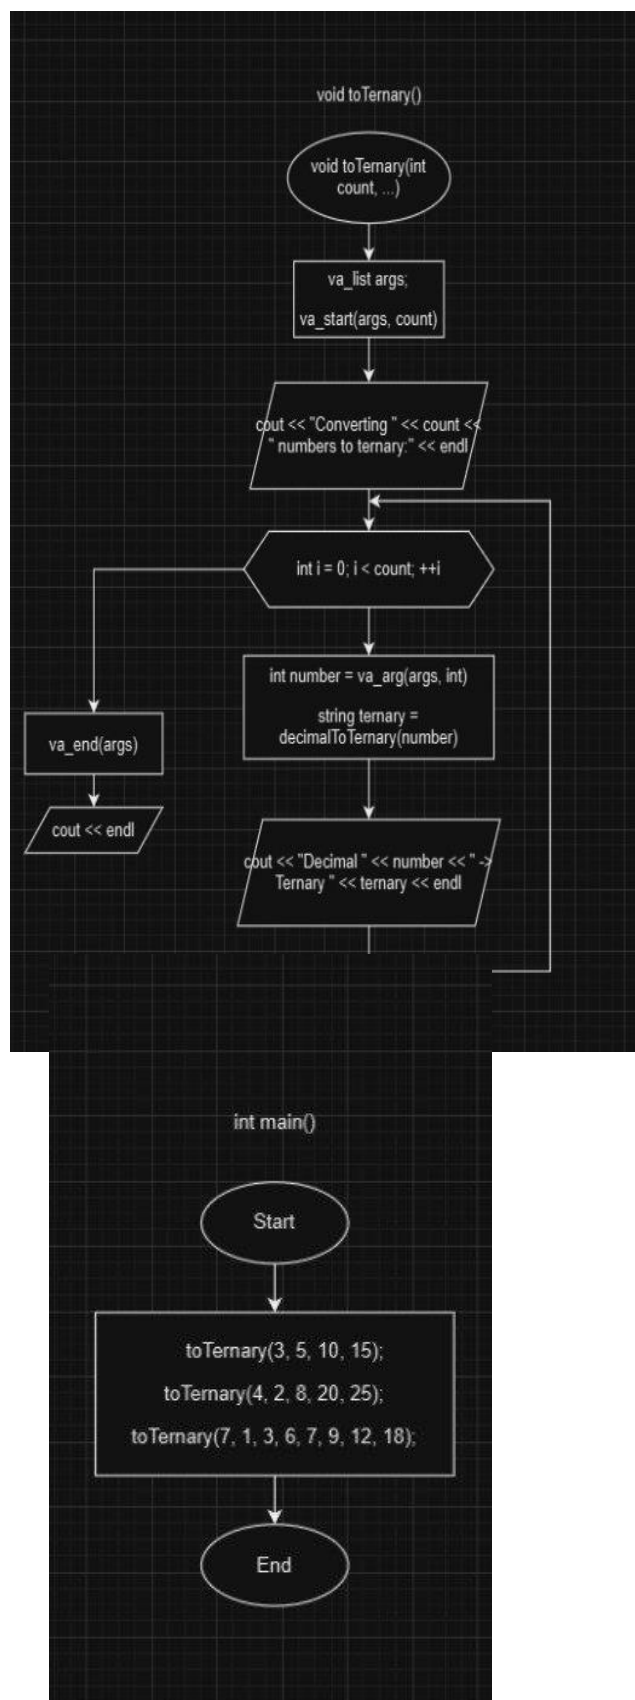 void toTernary()
void toTernary(int
count, ...)
va_list args;
va_start(args, count)
cout << "Converting " << count <<
" numbers to ternary:" << endl
int i = 0; i < count; ++i
int number = va_arg(args, int)
string ternary =
decimalToTernary(number)
va_end(args)
cout << endl
cout << "Decimal " << number << " ->
Ternary " << ternary << endl
int main()
Start
toTernary(3, 5, 10, 15);
toTernary(4, 2, 8, 20, 25);
toTernary(7, 1, 3, 6, 7, 9, 12, 18);
End